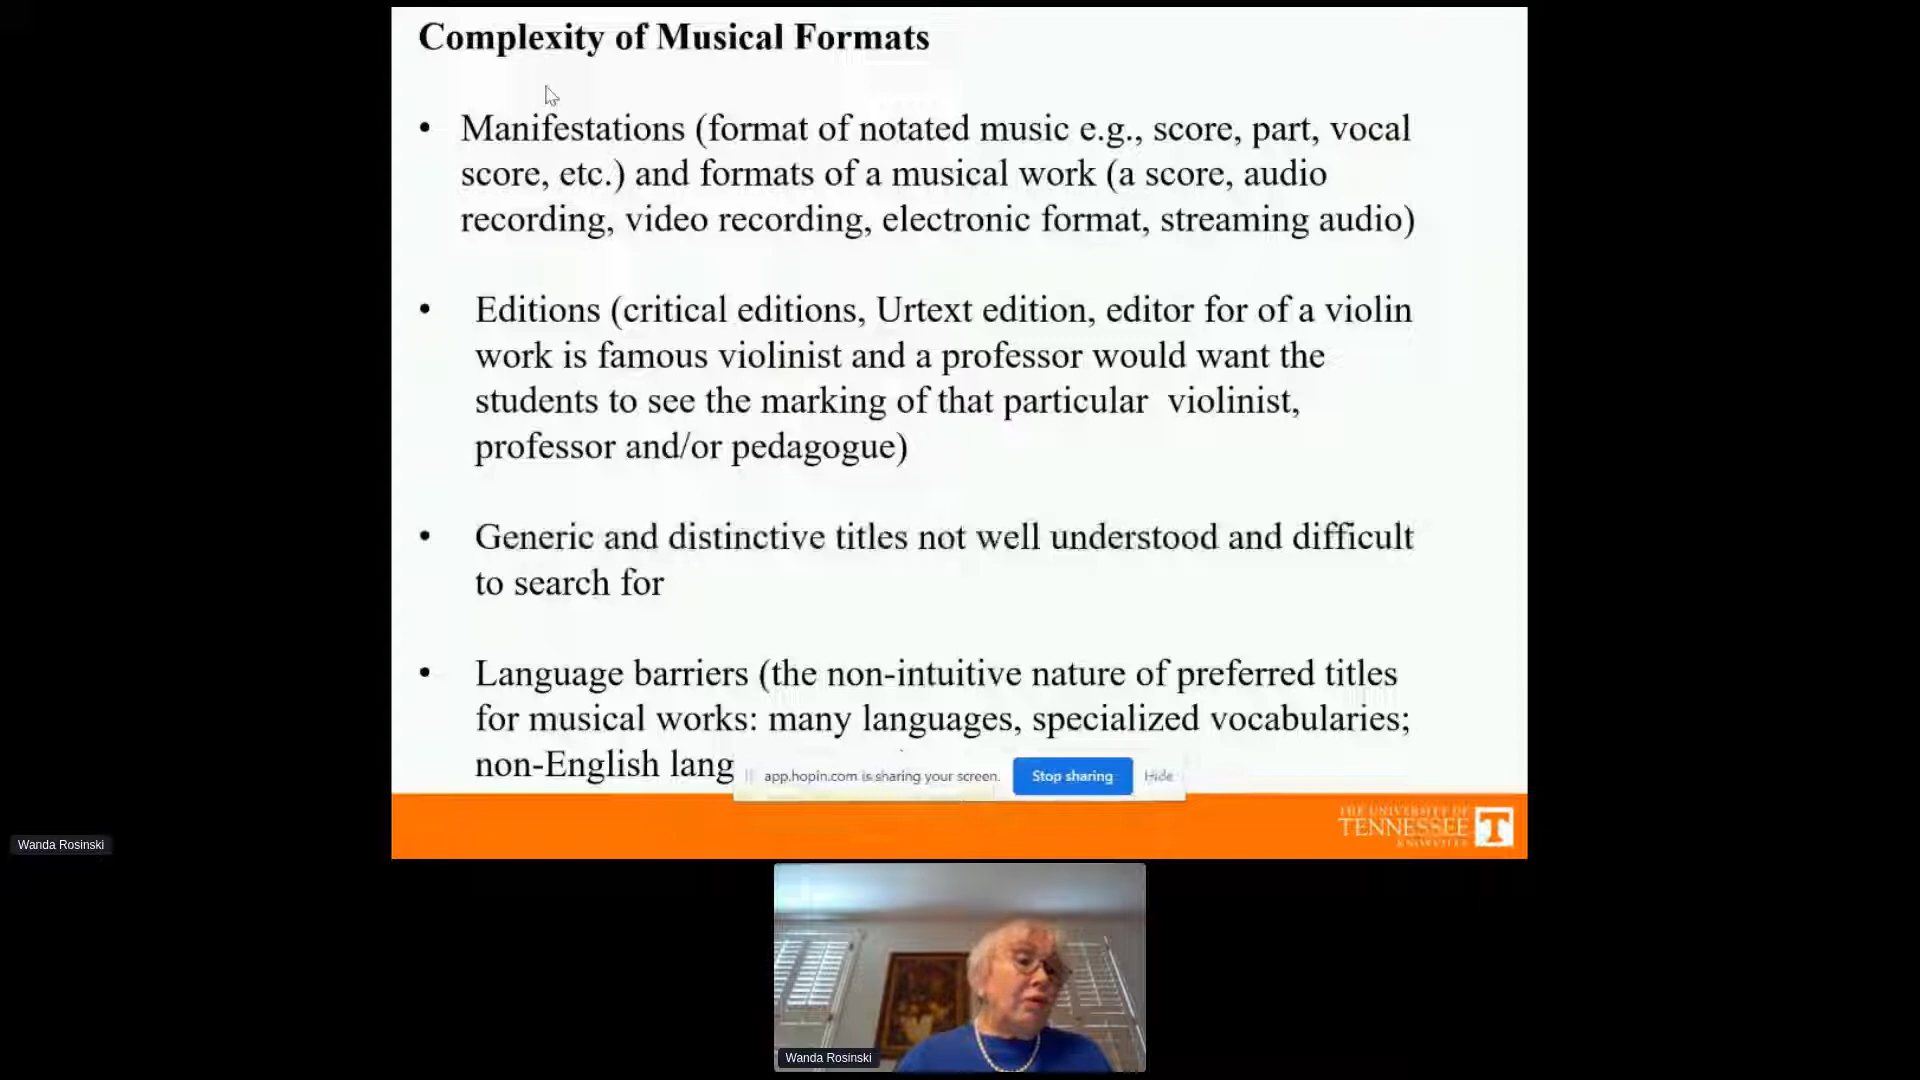 Complexity of Musical Formats
• Manifestations (format of notated music e.g., score, part, vocal
score, etc.) and formats of a musical work (a score, audio
recording, video recording, electronic format, streaming audio)
• Editions (critical editions, Urtext edition, editor for of a violin
work is famous violinist and a professor would want the
students to see the marking of that particular violinist,
professor and/or pedagogue)
• Generic and distinctive titles not well understood and difficult
to search for
• Language barriers (the non-intuitive nature of preferred titles
for musical works: many languages, specialized vocabularies;
non-English lang
app.hopin.com is sharing your screen. Stop sharing Hide
THE UNIVERSITY OF
TENNESSEE T
KNOXVILLE
Wanda Rosinski
Wanda Rosinski